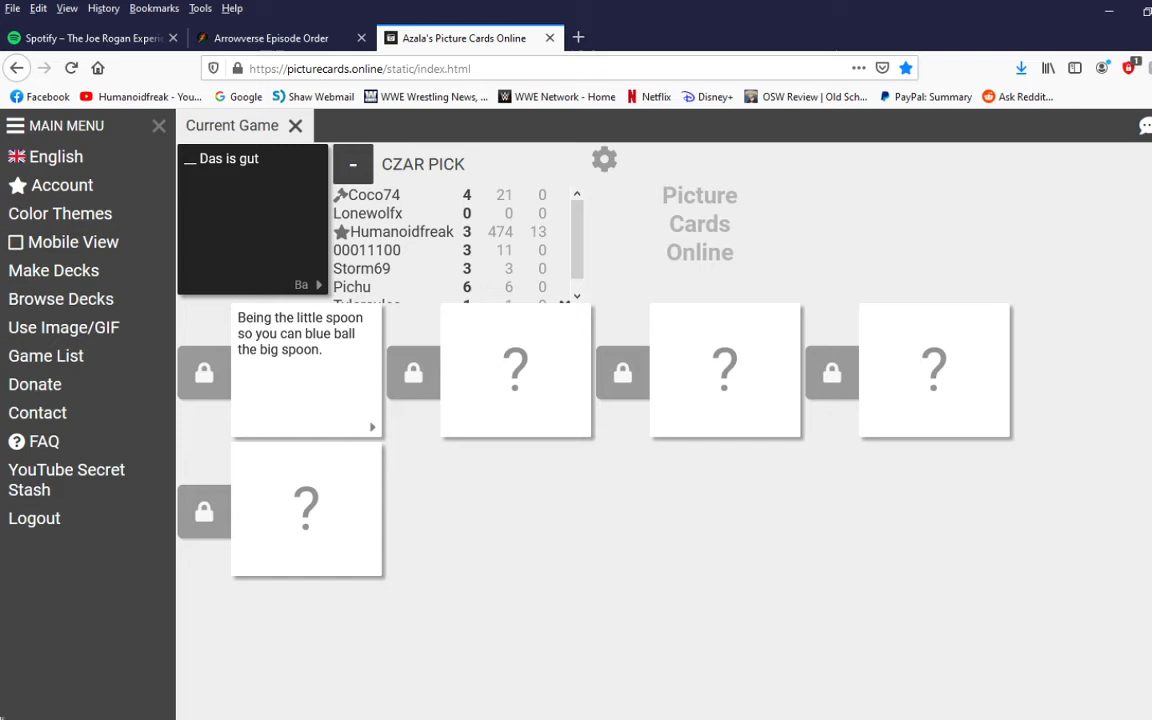 File Edit View History Bookmarks Tools Help
Spotify – The Joe Rogan Experi
Arrowverse Episode Order
Azala's Picture Cards Online
https://picturecards.online/static/index.html
1
Facebook
Humanoidfreak - You...
Google
Shaw Webmail
WWE Wrestling News, ...
WWE Network - Home
Netflix
Disney+
OSW Review | Old Sch...
PayPal: Summary
Ask Reddit...
MAIN MENU
English
Account
Color Themes
Mobile View
Make Decks
Browse Decks
Use Image/GIF
Game List
Donate
Contact
FAQ
YouTube Secret
Stash
Logout
Current Game
__ Das is gut
Ba
-
CZAR PICK
Coco74 4 21 0
Lonewolfx 0 0 0
Humanoidfreak 3 474 13
00011100 3 11 0
Storm69 3 3 0
Pichu 6 6 0
Picture
Cards
Online
Being the little spoon
so you can blue ball
the big spoon.
?
?
?
?